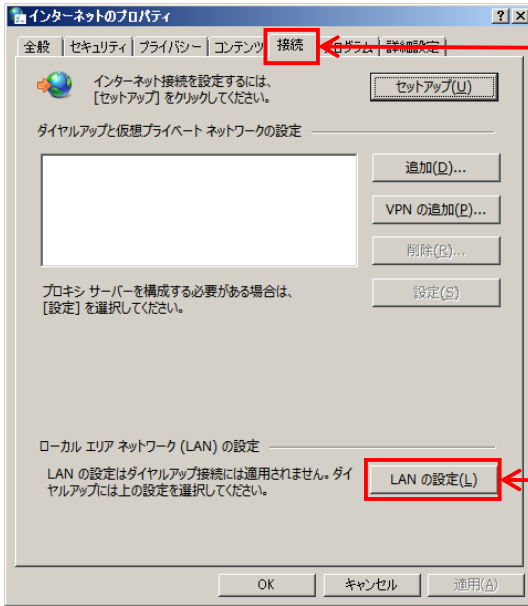 インターネットのプロパティ
全般 セキュリティ プライバシー コンテンツ 接続 プログラム 詳細設定
インターネット接続を設定するには、
[セットアップ] をクリックしてください。
セットアップ(U)
ダイヤルアップと仮想プライベート ネットワークの設定
追加(D)...
VPN の追加(P)...
削除(R)...
プロキシ サーバーを構成する必要がある場合は、
[設定] を選択してください。
設定(S)
ローカル エリア ネットワーク (LAN) の設定
LAN の設定はダイヤルアップ接続には適用されません。ダイ
ヤルアップには上の設定を選択してください。
LAN の設定(L)
OK キャンセル 適用(A)